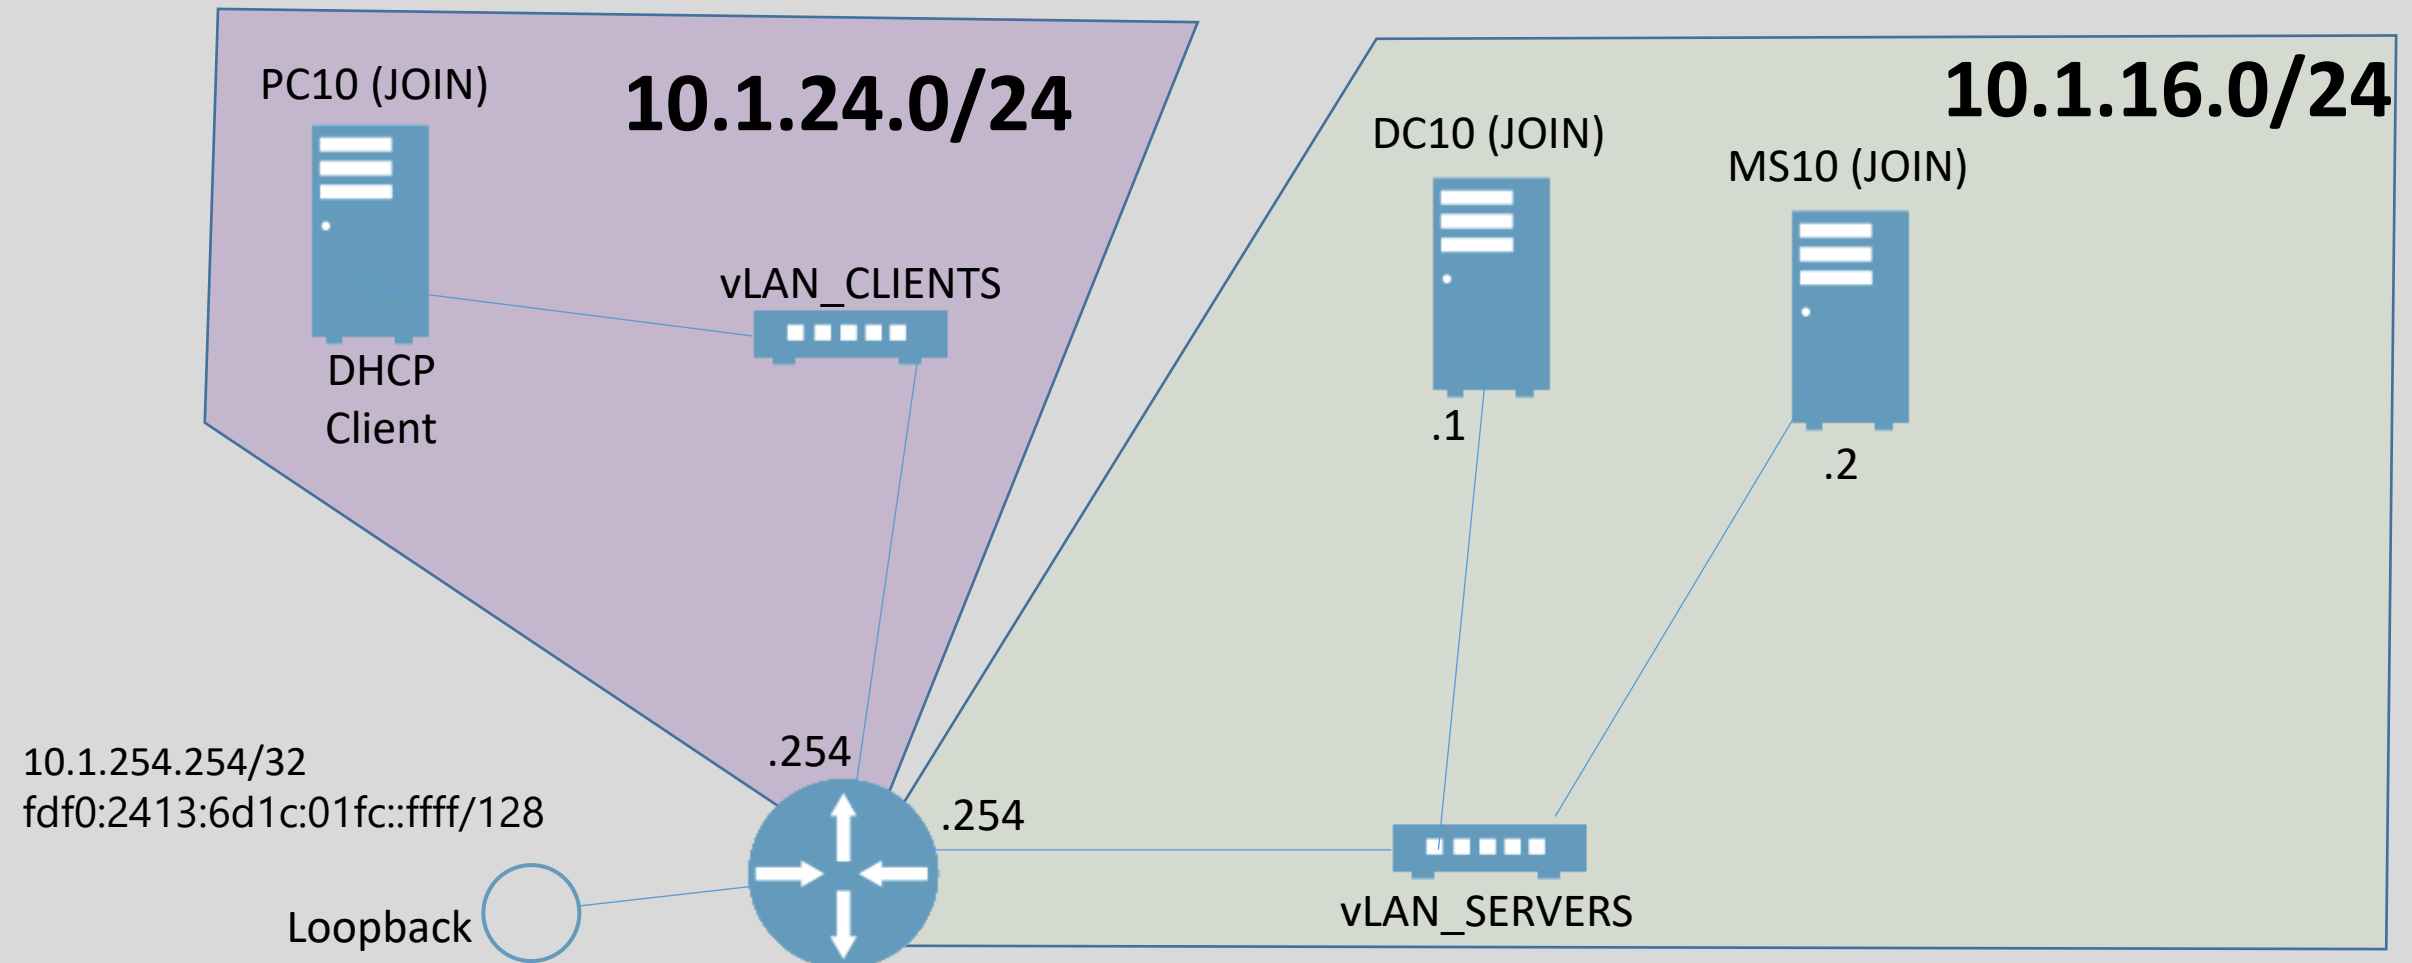 PC10 (JOIN)
10.1.24.0/24
DHCP
Client
vLAN_CLIENTS
10.1.16.0/24
DC10 (JOIN)
.1
MS10 (JOIN)
.2
10.1.254.254/32
fdf0:2413:6d1c:01fc::ffff/128
Loopback
.254
.254
vLAN_SERVERS